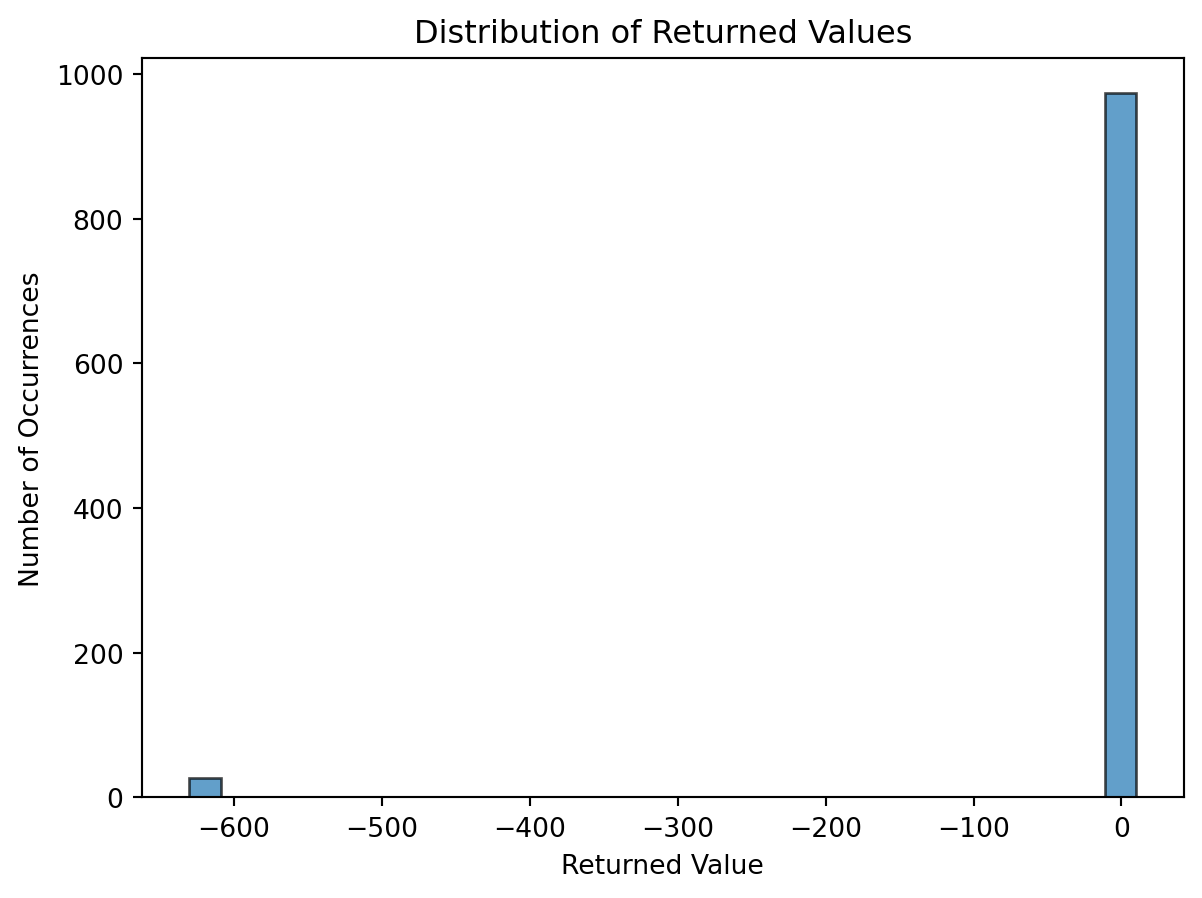 Distribution of Returned Values
1000
800
600
400
200
0
Number of Occurrences
−600 −500 −400 −300 −200 −100 0
Returned Value